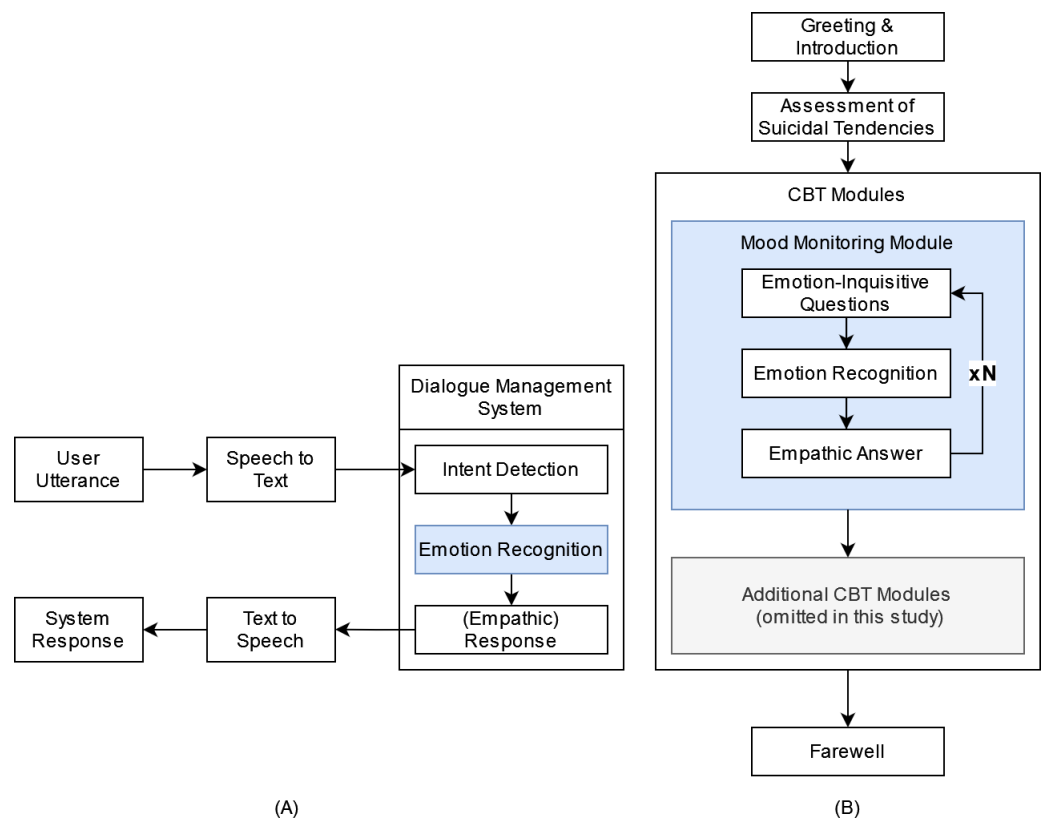 Dialogue Management
System
User
Utterance
Speech to
Text
Intent Detection
Emotion Recognition
(Empathic)
Response
Text to
Speech
System
Response
(A)
Greeting &
Introduction
Assessment of
Suicidal Tendencies
CBT Modules
Mood Monitoring Module
Emotion-Inquisitive
Questions
Emotion Recognition
xN
Empathic Answer
Additional CBT Modules
(omitted in this study)
Farewell
(B)